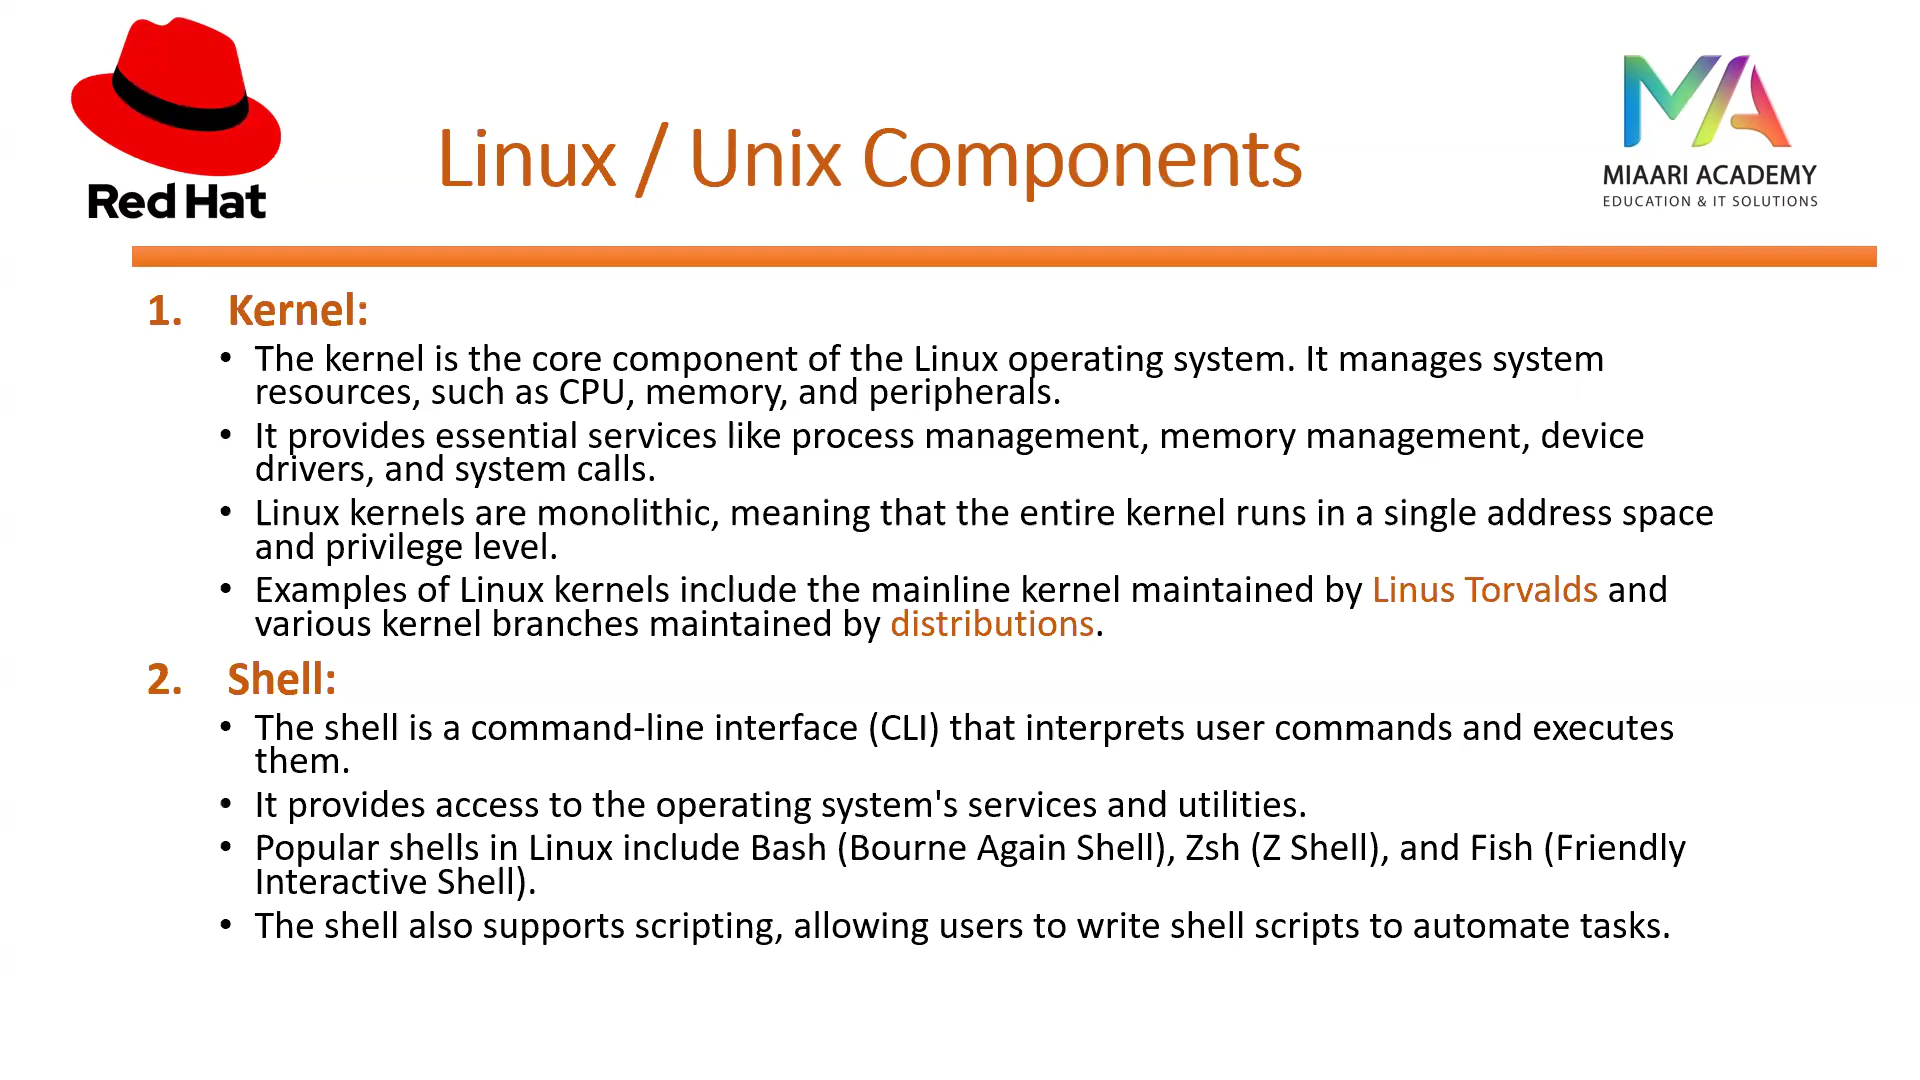 Red Hat
Linux / Unix Components
MA
MIAARI ACADEMY
EDUCATION & IT SOLUTIONS
1. Kernel:
• The kernel is the core component of the Linux operating system. It manages system
resources, such as CPU, memory, and peripherals.
• It provides essential services like process management, memory management, device
drivers, and system calls.
• Linux kernels are monolithic, meaning that the entire kernel runs in a single address space
and privilege level.
• Examples of Linux kernels include the mainline kernel maintained by Linus Torvalds and
various kernel branches maintained by distributions.
2. Shell:
• The shell is a command-line interface (CLI) that interprets user commands and executes
them.
• It provides access to the operating system's services and utilities.
• Popular shells in Linux include Bash (Bourne Again Shell), Zsh (Z Shell), and Fish (Friendly
Interactive Shell).
• The shell also supports scripting, allowing users to write shell scripts to automate tasks.